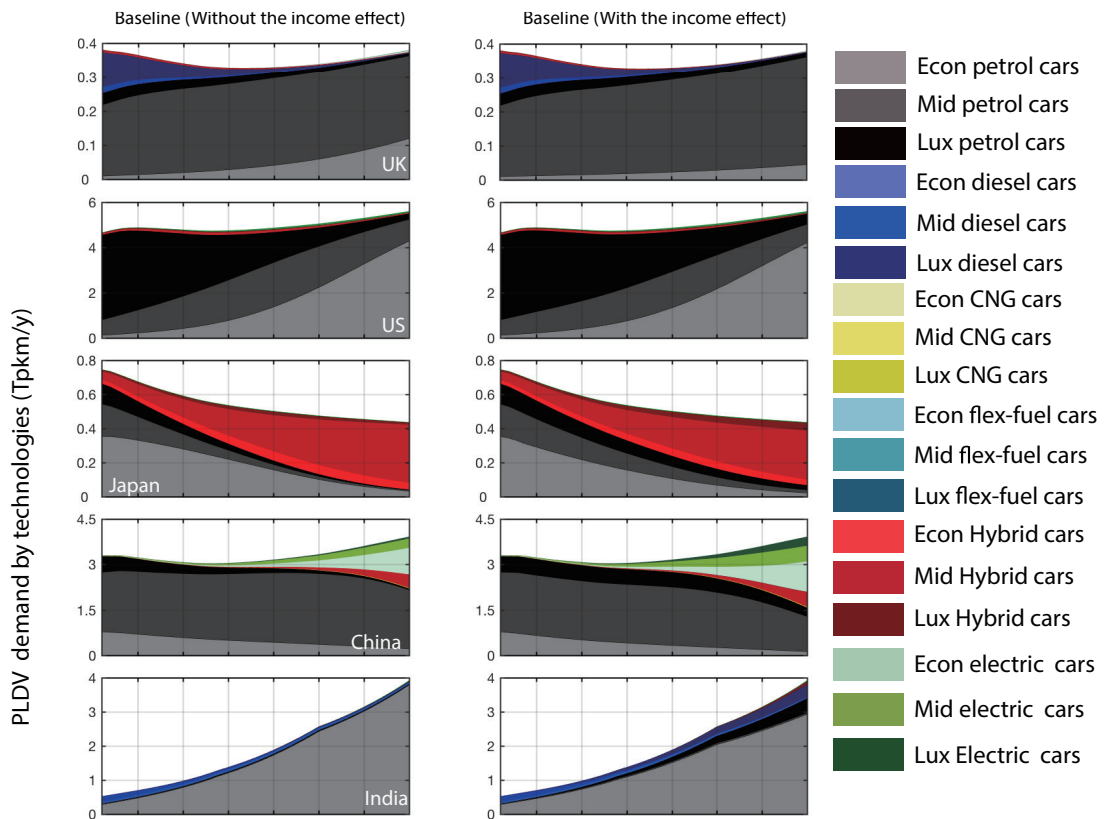 Baseline (Without the income effect)
Baseline (With the income effect)
PLDV demand by technologies (Tpkm/y)
0.4
0.3
0.2
0.1
0
UK
0.4
0.3
0.2
0.1
0
6
4
2
0
US
6
4
2
0
0.8
0.6
0.4
0.2
0
Japan
0.8
0.6
0.4
0.2
0
4.5
3
1.5
0
China
4.5
3
1.5
0
4
3
2
1
0
India
4
3
2
1
0
Econ petrol cars
Mid petrol cars
Lux petrol cars
Econ diesel cars
Mid diesel cars
Lux diesel cars
Econ CNG cars
Mid CNG cars
Lux CNG cars
Econ flex-fuel cars
Mid flex-fuel cars
Lux flex-fuel cars
Econ Hybrid cars
Mid Hybrid cars
Lux Hybrid cars
Econ electric cars
Mid electric cars
Lux Electric cars